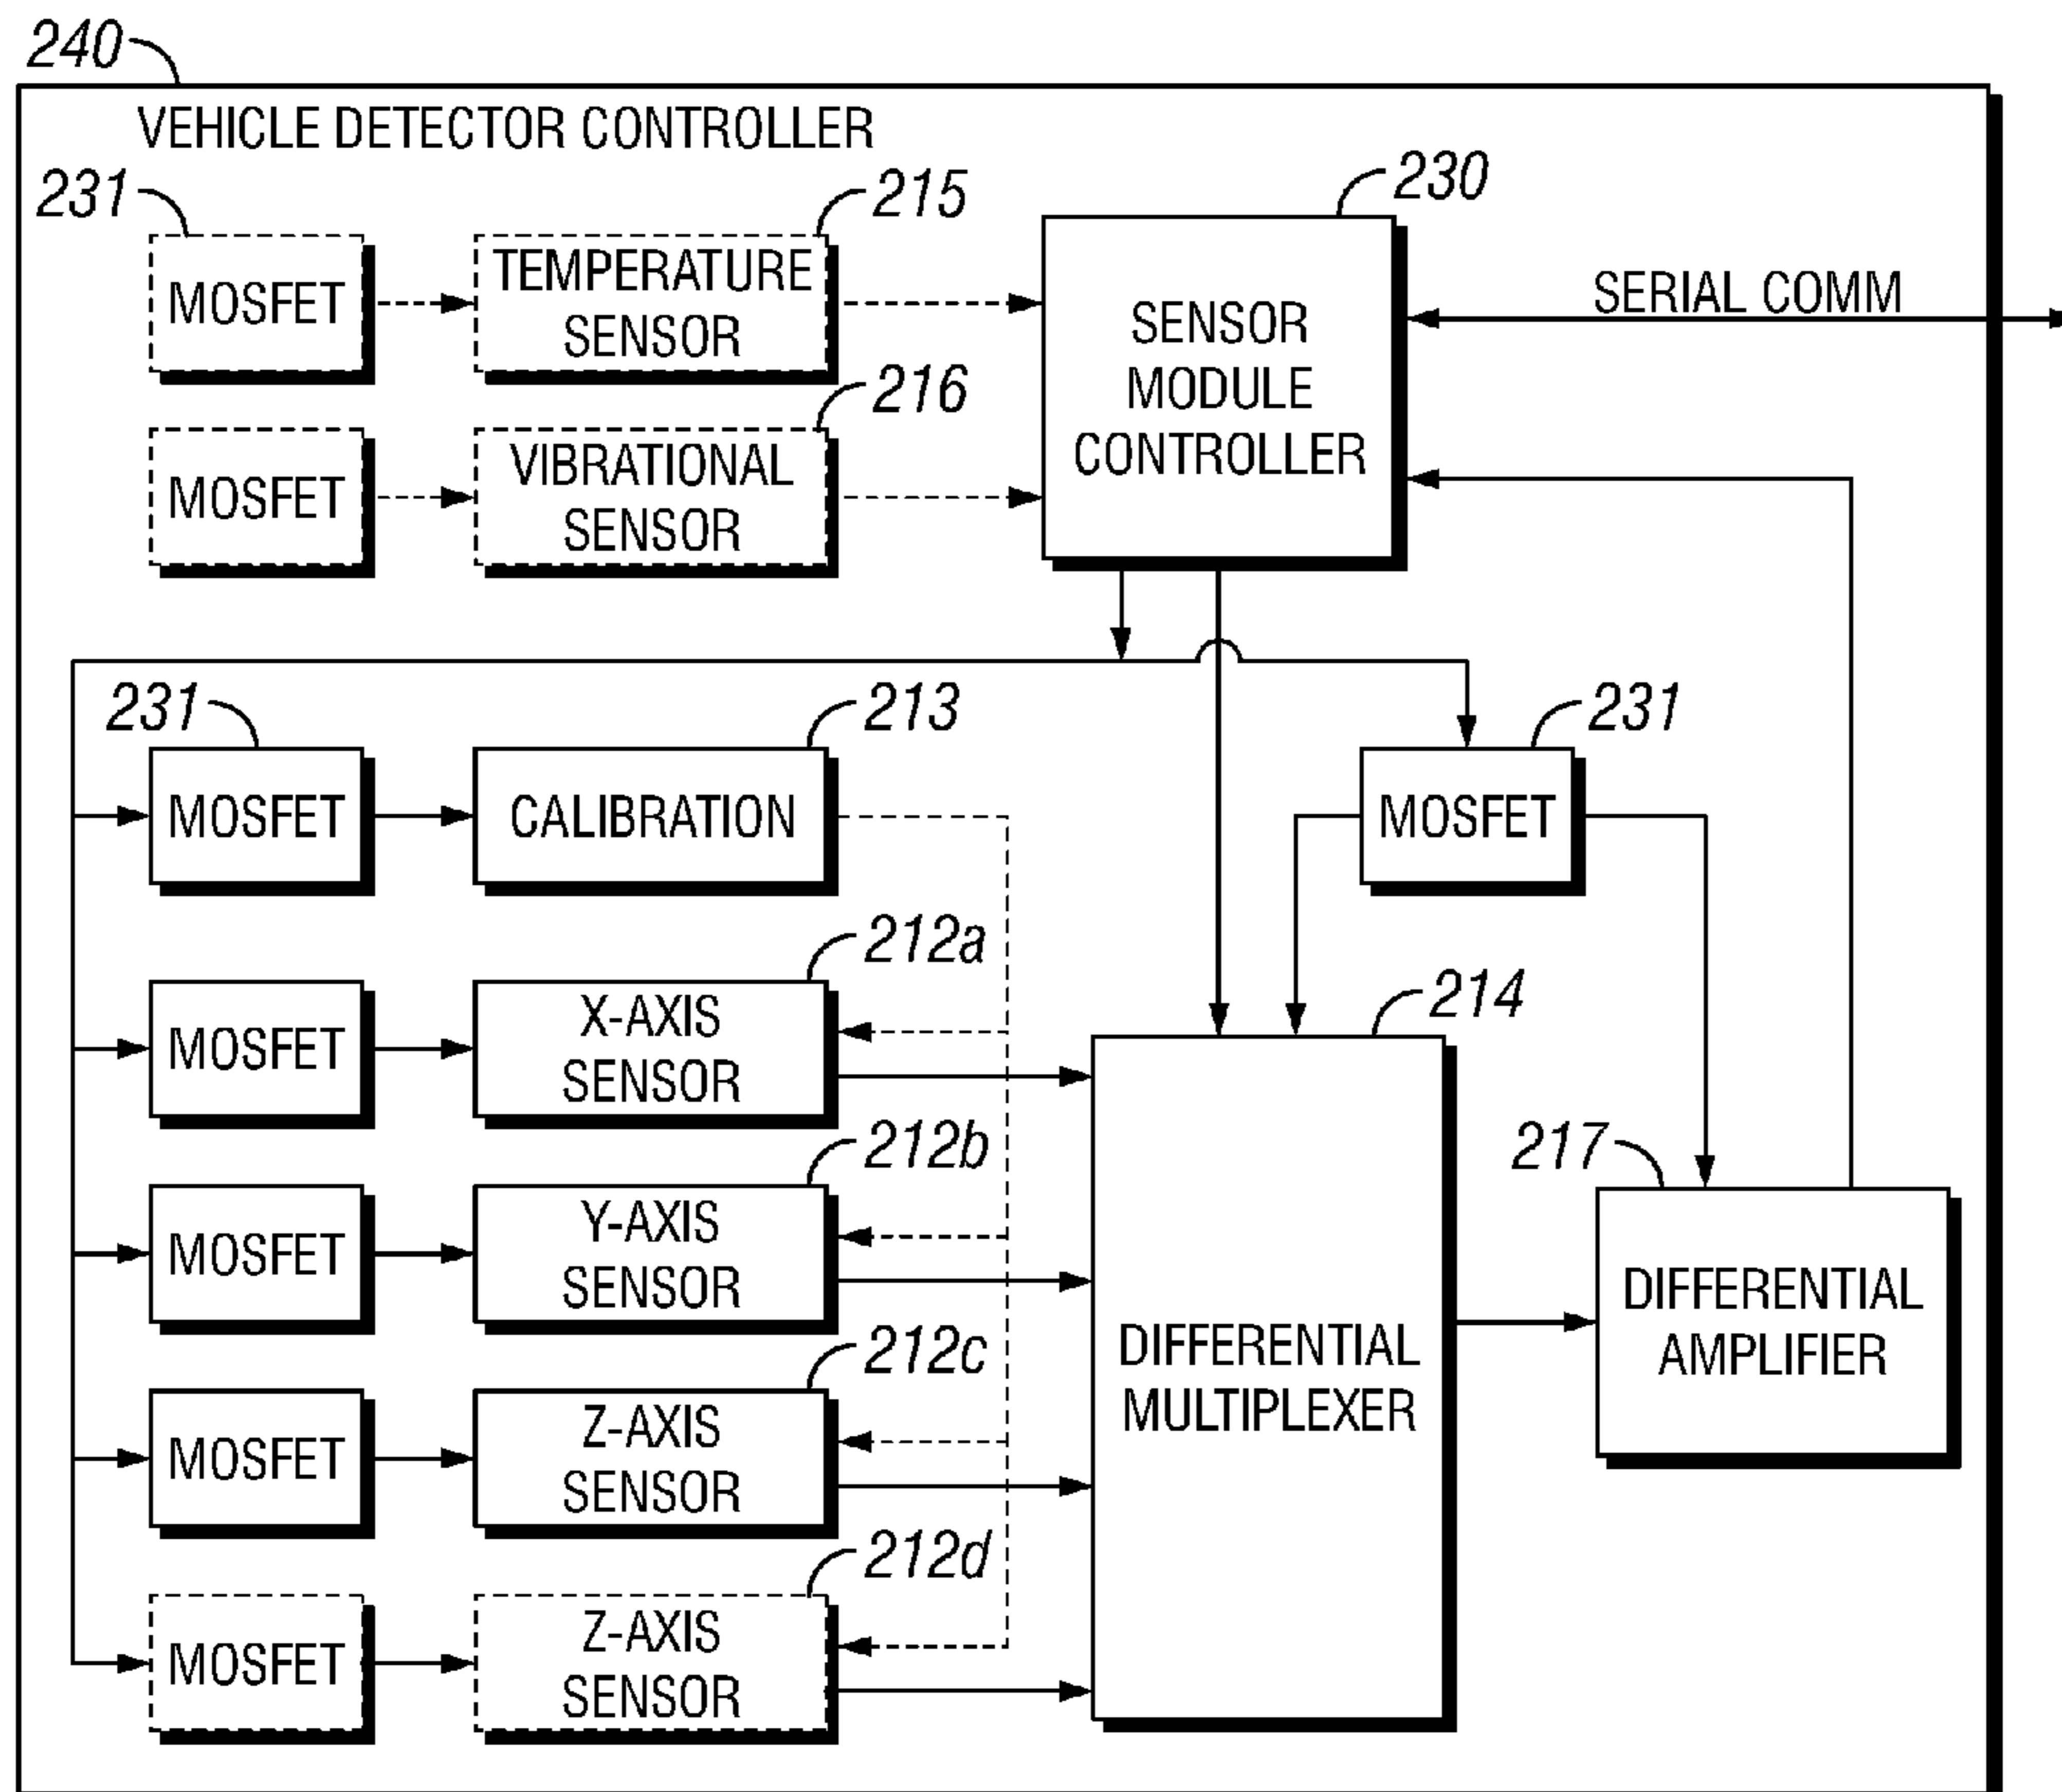 240
VEHICLE DETECTOR CONTROLLER
231
215
230
MOSFET
TEMPERATURE
SENSOR
SENSOR
MODULE
CONTROLLER
SERIAL COMM
216
MOSFET
VIBRATIONAL
SENSOR
231
213
231
MOSFET
CALIBRATION
MOSFET
212a
MOSFET
X-AXIS
SENSOR
214
212b
MOSFET
Y-AXIS
SENSOR
217
DIFFERENTIAL
AMPLIFIER
DIFFERENTIAL
MULTIPLEXER
212c
MOSFET
Z-AXIS
SENSOR
212d
MOSFET
Z-AXIS
SENSOR